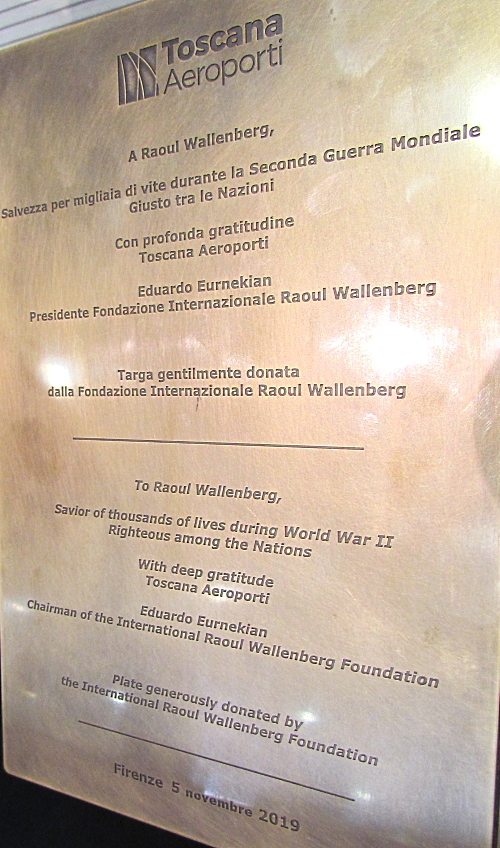 Toscana
Aeroporti
A Raoul Wallenberg,
Salvezza per migliaia di vite durante la Seconda Guerra Mondiale
Giusto tra le Nazioni
Con profonda gratitudine
Toscana Aeroporti
Eduardo Eurnekian
Presidente Fondazione Internazionale Raoul Wallenberg
Targa gentilmente donata
dalla Fondazione Internazionale Raoul Wallenberg
To Raoul Wallenberg,
Savior of thousands of lives during World War II
Righteous among the Nations
With deep gratitude
Toscana Aeroporti
Eduardo Eurnekian
Chairman of the International Raoul Wallenberg Foundation
Plate generously donated by
the International Raoul Wallenberg Foundation
Firenze 5 novembre 2019